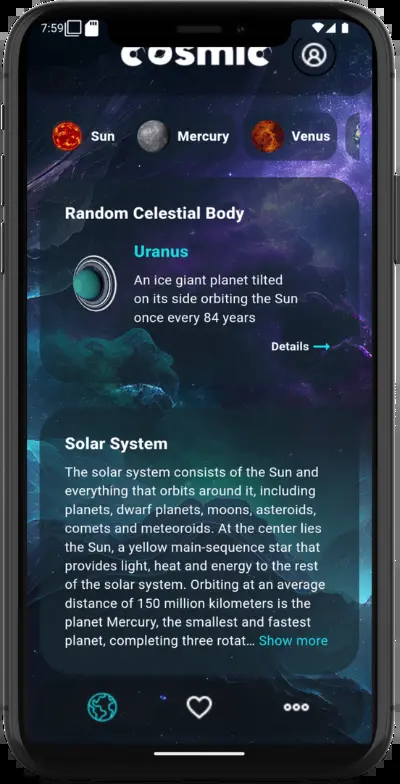 7:59
cosmic
Sun
Mercury
Venus
Random Celestial Body
Uranus
An ice giant planet tilted
on its side orbiting the Sun
once every 84 years
Details
Solar System
The solar system consists of the Sun and
everything that orbits around it, including
planets, dwarf planets, moons, asteroids,
comets and meteoroids. At the center lies
the Sun, a yellow main-sequence star that
provides light, heat and energy to the rest
of the solar system. Orbiting at an average
distance of 150 million kilometers is the
planet Mercury, the smallest and fastest
planet, completing three rotat… Show more